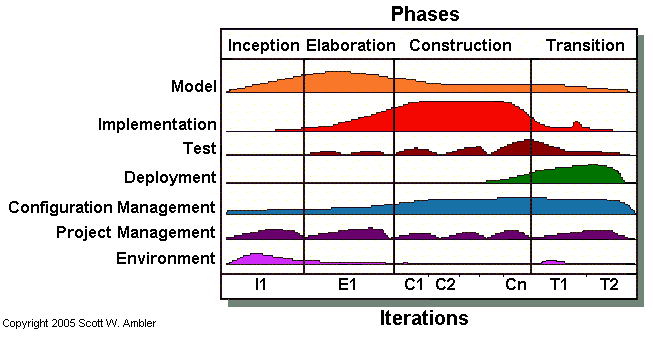 Phases
Inception Elaboration Construction Transition
Model
Implementation
Test
Deployment
Configuration Management
Project Management
Environment
I1 E1 C1 C2 Cn T1 T2
Copyright 2005 Scott W. Ambler
Iterations